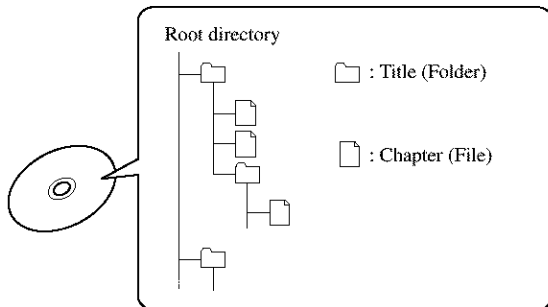 Root directory
: Title (Folder)
: Chapter (File)